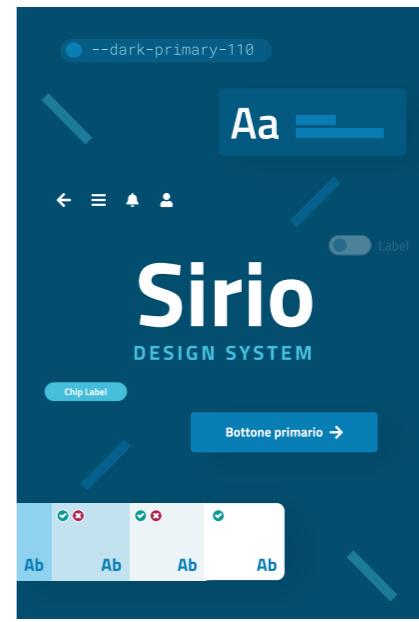 --dark-primary-110
Aa
Label
Sirio
DESIGN SYSTEM
Chip Label
Bottone primario
Ab Ab Ab Ab